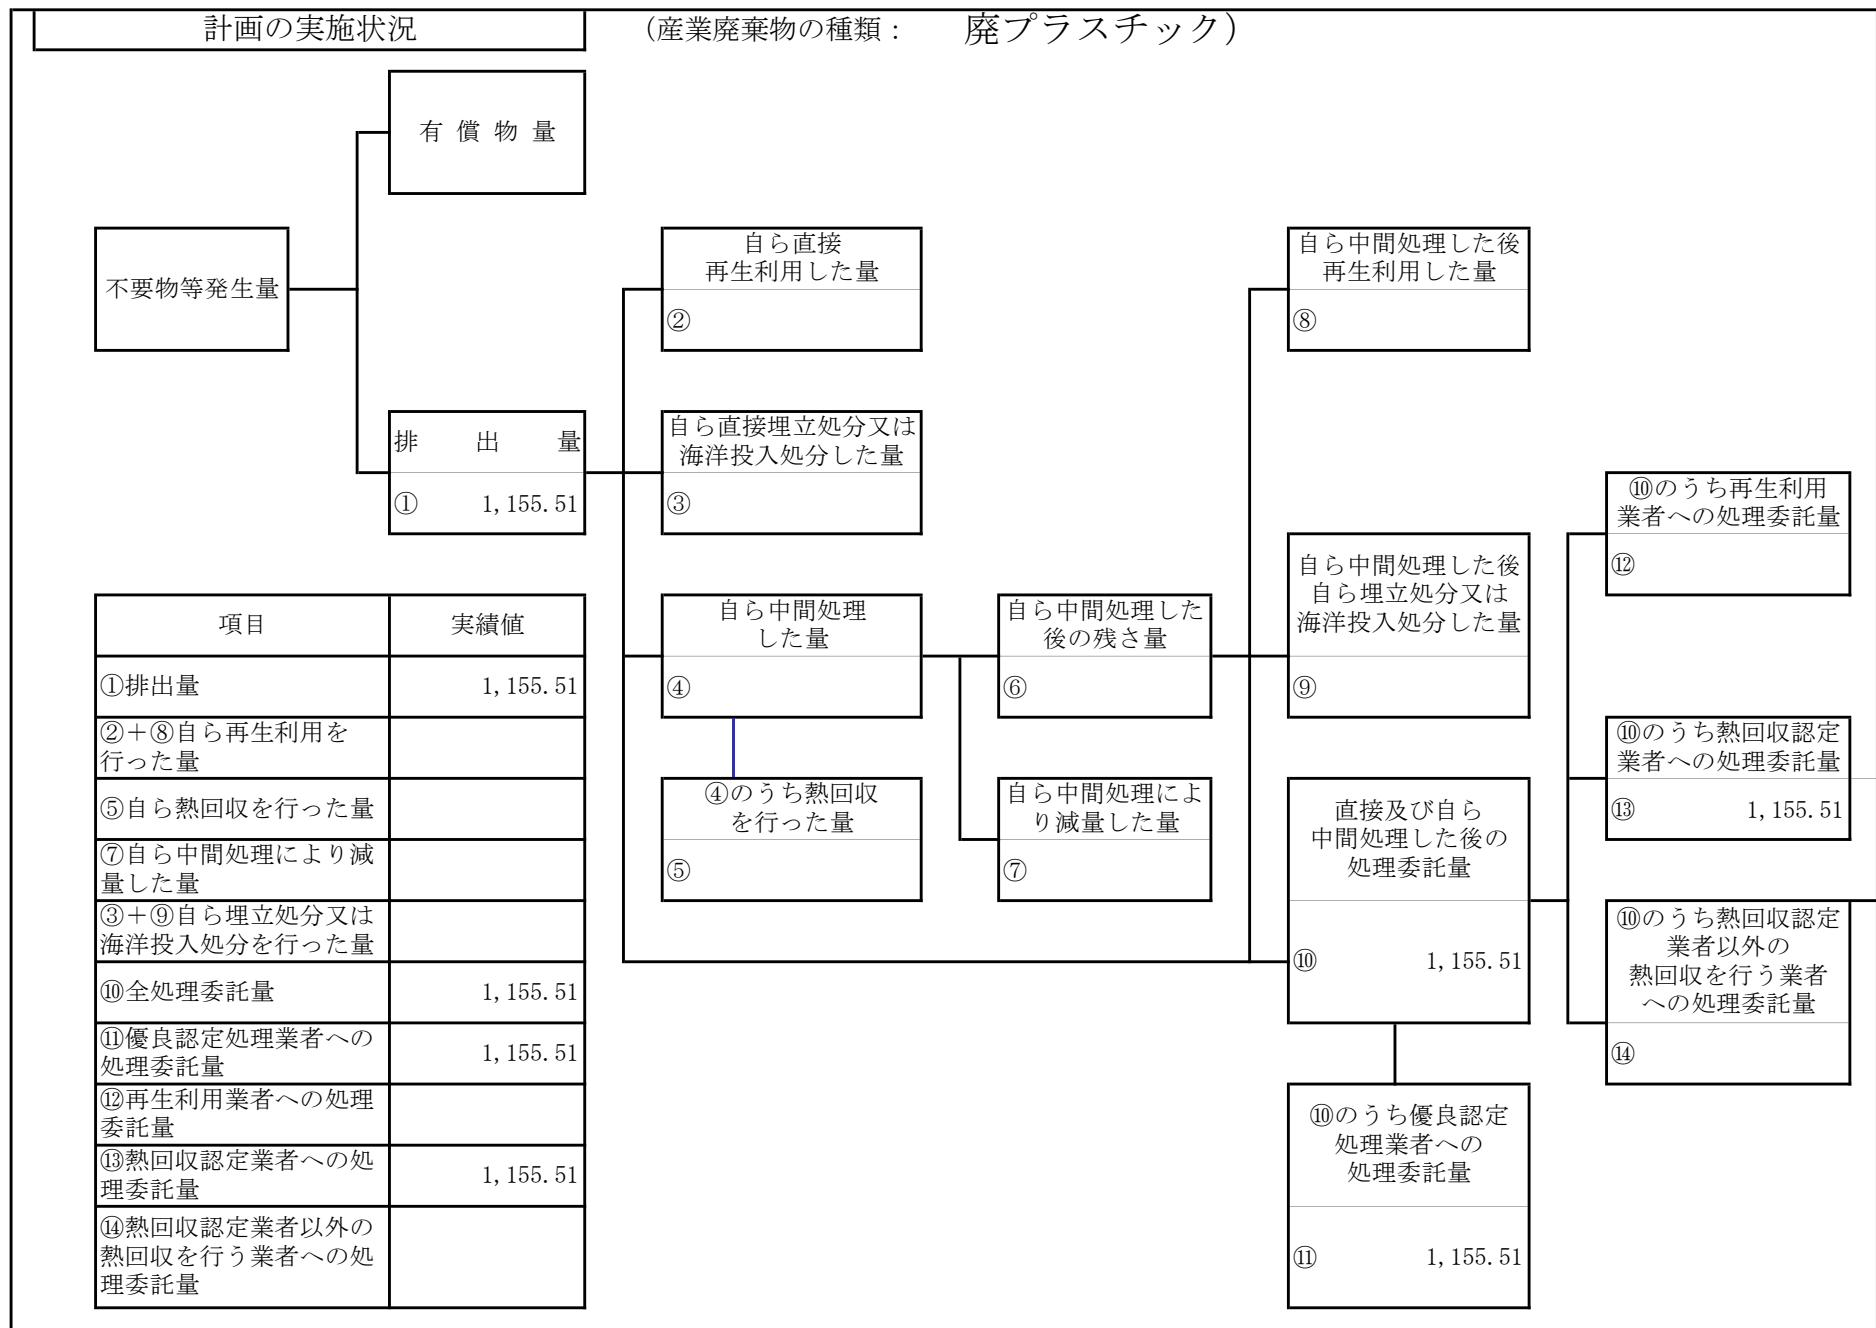 計画の実施状況
（産業廃棄物の種類： 廃プラスチック）
有 償 物 量
不要物等発生量
自ら直接
再生利用した量
②
自ら中間処理した後
再生利用した量
⑧
排 出 量
① 1,155.51
自ら直接埋立処分又は
海洋投入処分した量
③
⑩のうち再生利用
業者への処理委託量
⑫
自ら中間処理した後
自ら埋立処分又は
海洋投入処分した量
⑨
自ら中間処理
した量
④
自ら中間処理した
後の残さ量
⑥
⑩のうち熱回収認定
業者への処理委託量
⑬ 1,155.51
④のうち熱回収
を行った量
⑤
自ら中間処理によ
り減量した量
⑦
直接及び自ら
中間処理した後の
処理委託量
⑩ 1,155.51
⑩のうち熱回収認定
業者以外の
熱回収を行う業者
への処理委託量
⑭
⑩のうち優良認定
処理業者への
処理委託量
⑪ 1,155.51
項目 実績値
①排出量 1,155.51
②＋⑧自ら再生利用を
行った量
⑤自ら熱回収を行った量
⑦自ら中間処理により減
量した量
③＋⑨自ら埋立処分又は
海洋投入処分を行った量
⑩全処理委託量 1,155.51
⑪優良認定処理業者への
処理委託量 1,155.51
⑫再生利用業者への処理
委託量
⑬熱回収認定業者への処
理委託量 1,155.51
⑭熱回収認定業者以外の
熱回収を行う業者への処
理委託量